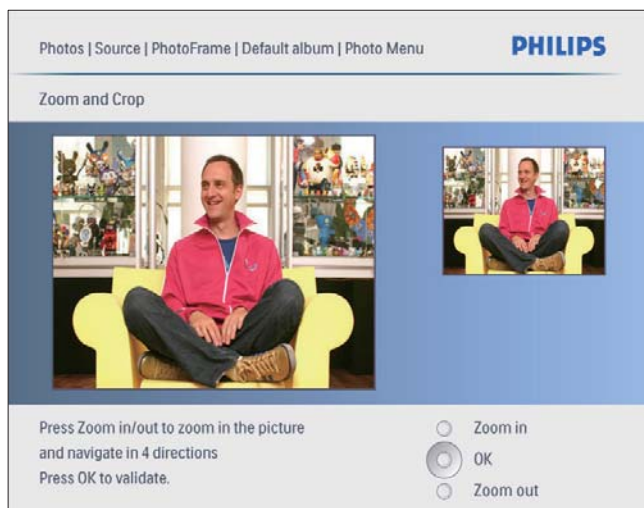 Photos | Source | PhotoFrame | Default album | Photo Menu
PHILIPS
Zoom and Crop
Press Zoom in/out to zoom in the picture
and navigate in 4 directions
Press OK to validate.
Zoom in
OK
Zoom out